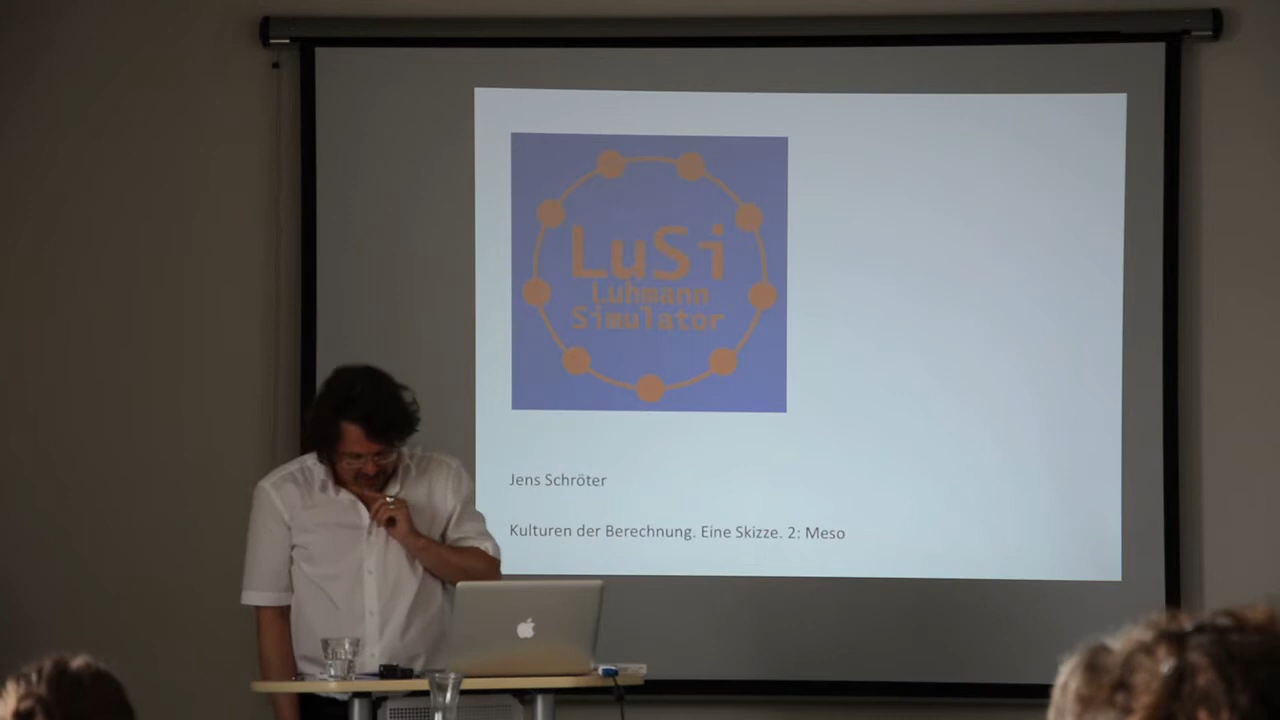 LuSi
Luhmann
Simulator
Jens Schröter
Kulturen der Berechnung. Eine Skizze. 2: Meso